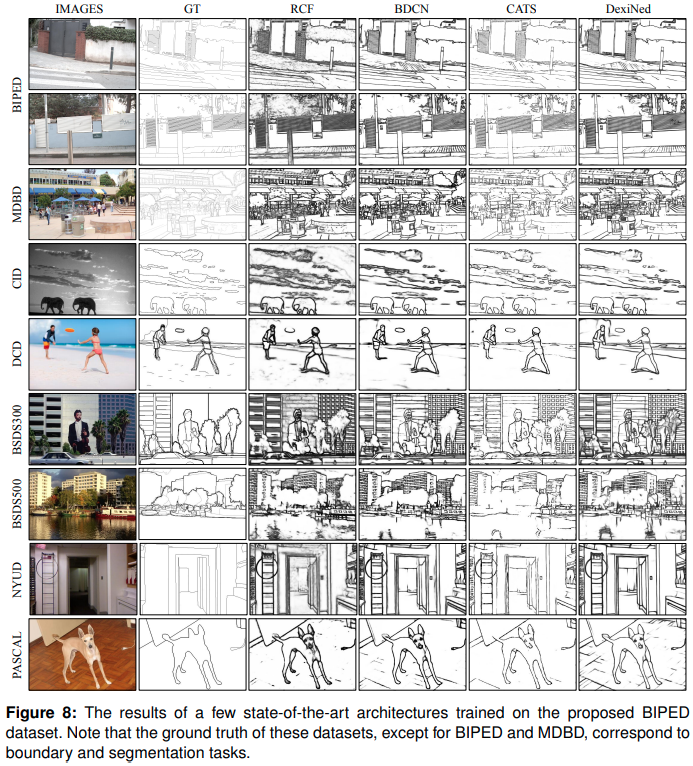 IMAGES GT RCF BDCN CATS DexiNed
BIPED
MDBD
CID
DCD
BSDS300
BSDS500
NYUD
PASCAL
Figure 8: The results of a few state-of-the-art architectures trained on the proposed BIPED
dataset. Note that the ground truth of these datasets, except for BIPED and MDBD, correspond to
boundary and segmentation tasks.